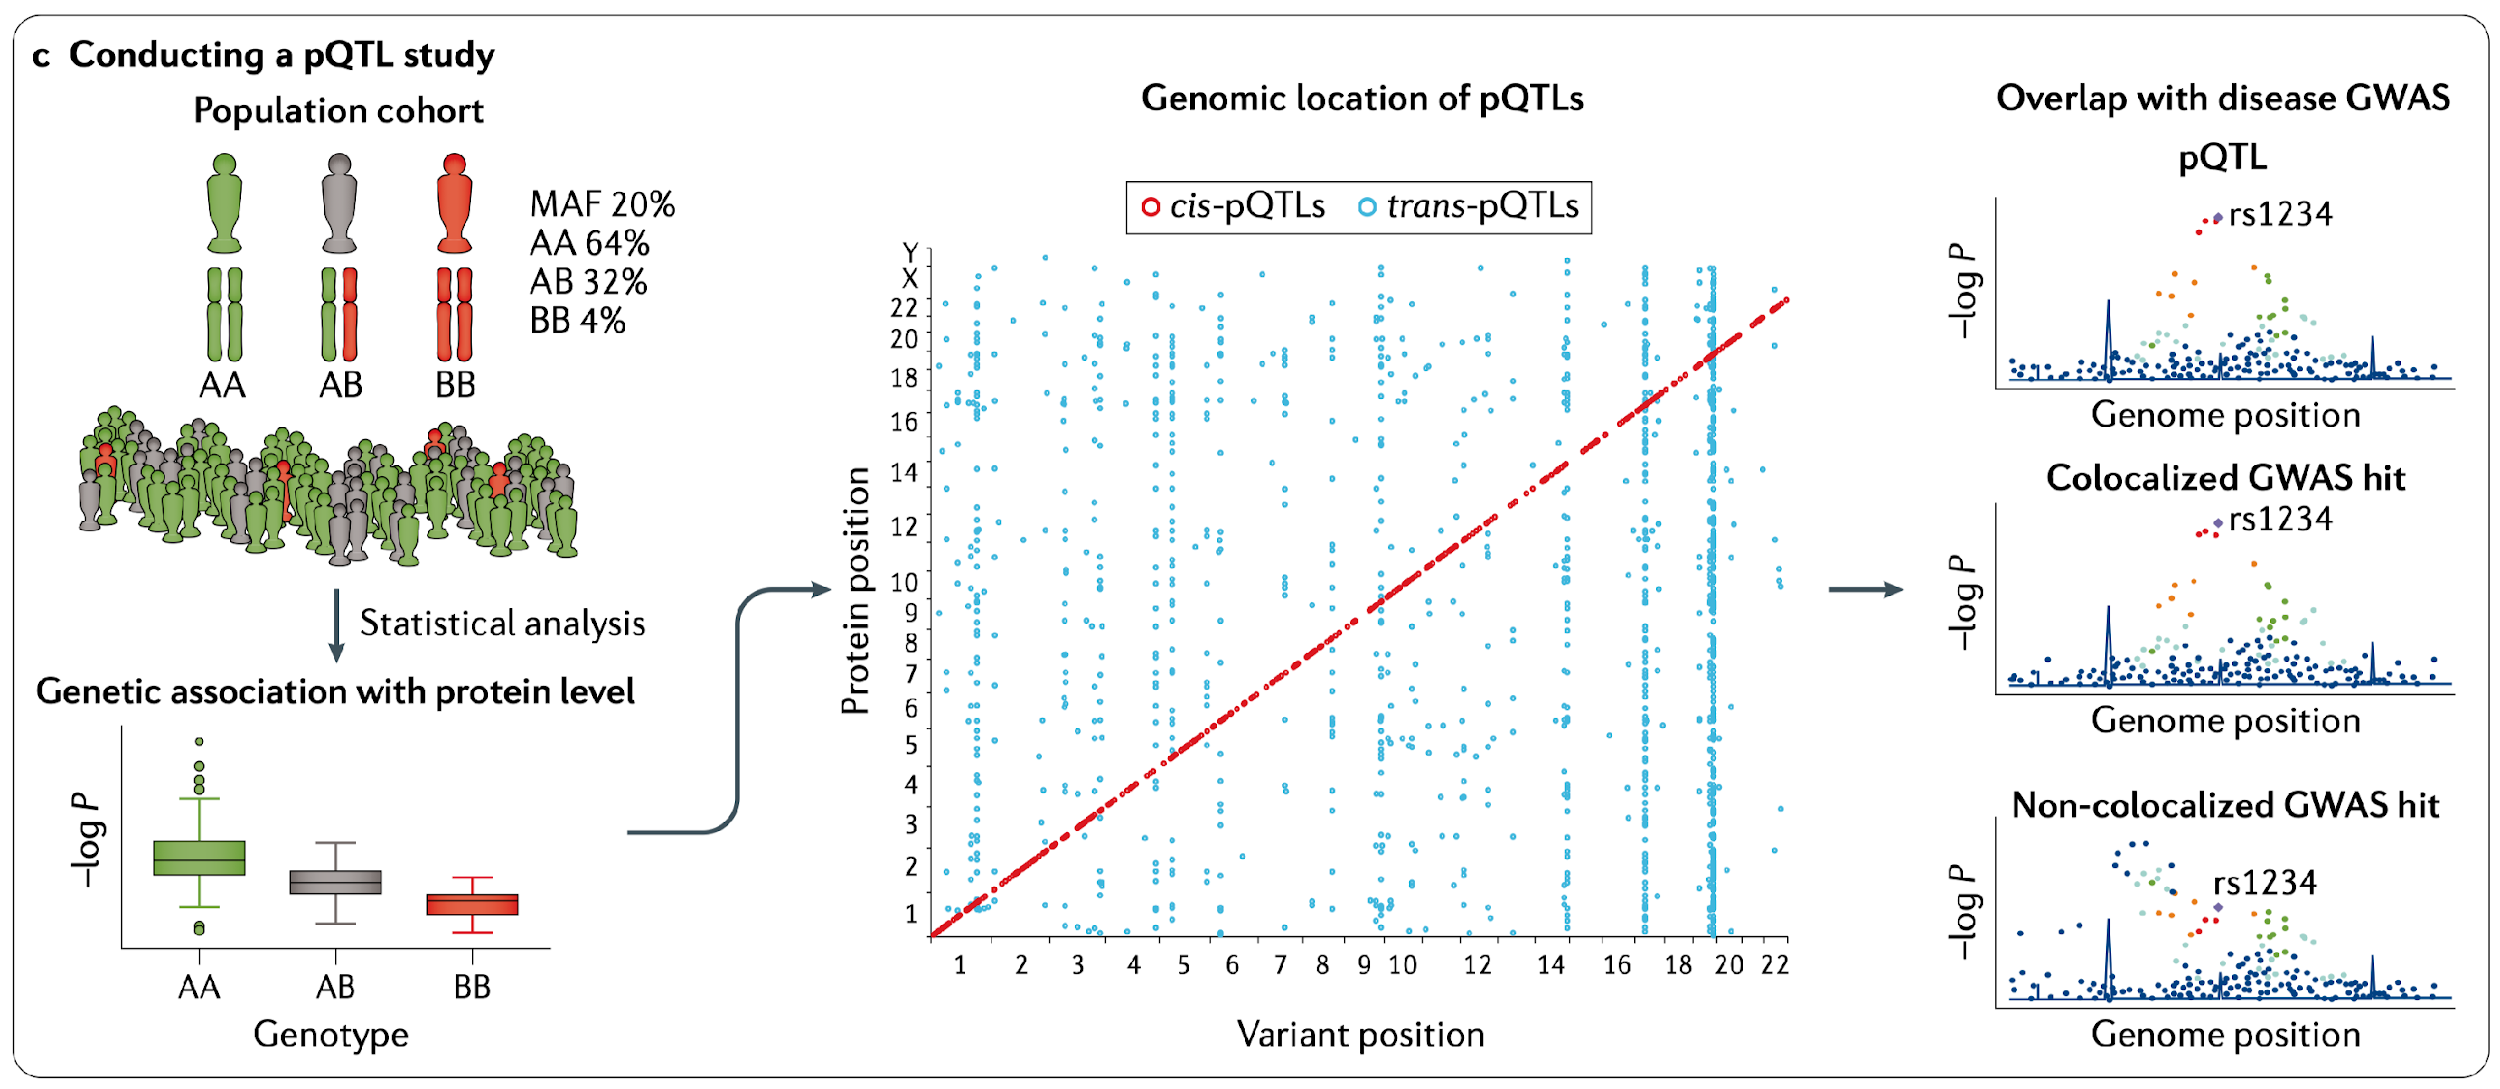 c Conducting a pQTL study
Population cohort
MAF 20%
AA 64%
AB 32%
BB 4%
AA AB BB
Statistical analysis
Genetic association with protein level
–log P
AA AB BB
Genotype
Genomic location of pQTLs
cis-pQTLs trans-pQTLs
Protein position
Y
X
22
20
18
16
14
12
10
9
8
7
6
5
4
3
2
1
1 2 3 4 5 6 7 8 9 10 12 14 16 18 20 22
Variant position
Overlap with disease GWAS
pQTL
rs1234
–log P
Genome position
Colocalized GWAS hit
rs1234
–log P
Genome position
Non-colocalized GWAS hit
rs1234
–log P
Genome position